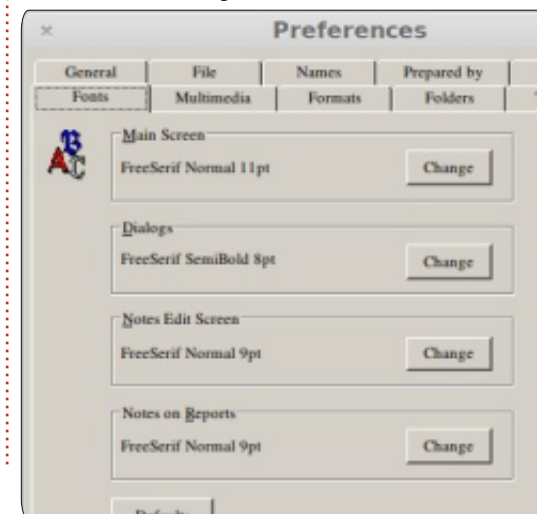 Preferences
General File Names Prepared by
Fonts Multimedia Formats Folders
Main Screen
FreeSerif Normal 11pt Change
Dialogs
FreeSerif SemiBold 8pt Change
Notes Edit Screen
FreeSerif Normal 9pt Change
Notes on Reports
FreeSerif Normal 9pt Change